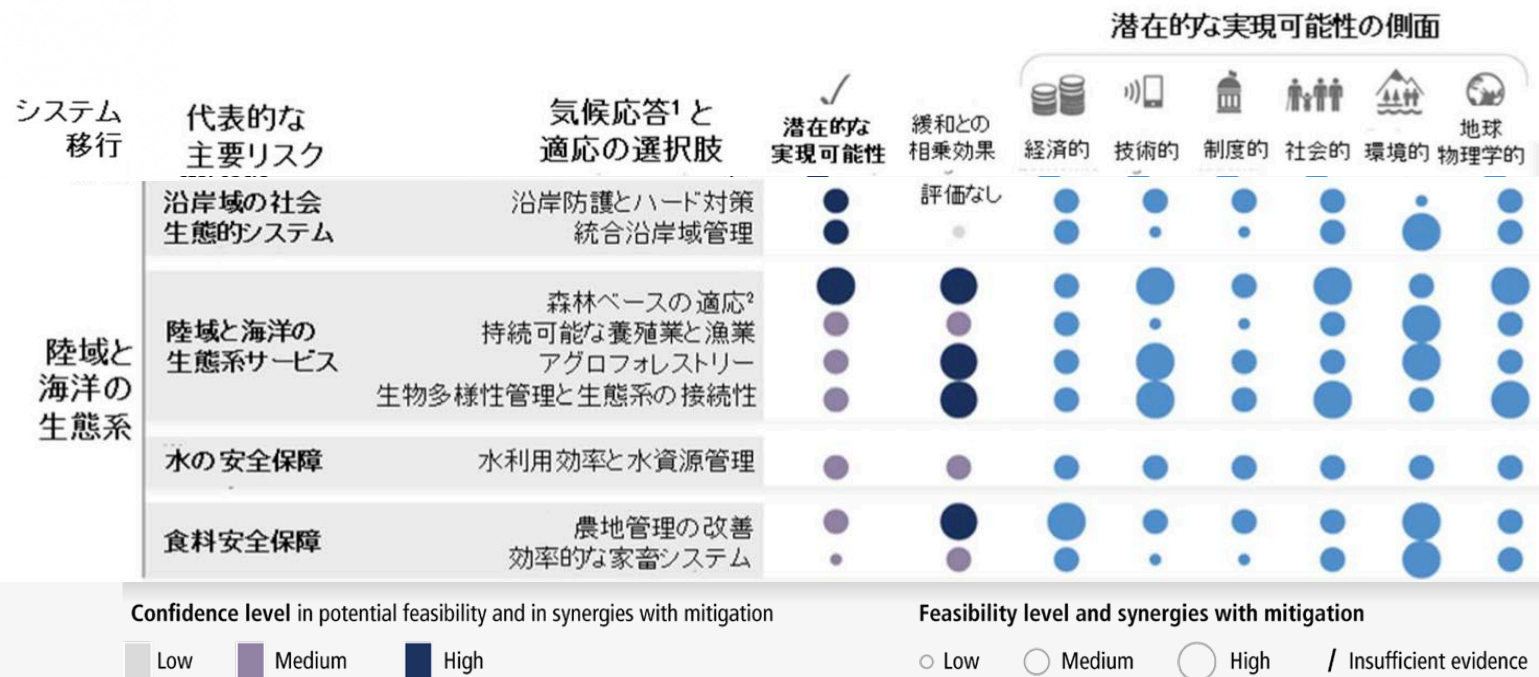 潜在的な実現可能性の側面
システム
移行
代表的な
主要リスク
気候応答¹ と
適応の選択肢
潜在的な
実現可能性
緩和との
相乗効果
経済的
技術的
制度的
社会的
環境的
地球
物理学的
陸域と
海洋の
生態系
沿岸域の社会
生態的システム
沿岸防護とハード対策
評価なし
統合沿岸域管理
陸域と海洋の
生態系サービス
森林ベースの適応²
持続可能な養殖業と漁業
アグロフォレストリー
生物多様性管理と生態系の接続性
水の安全保障
水利用効率と水資源管理
食料安全保障
農地管理の改善
効率的な家畜システム
Confidence level in potential feasibility and in synergies with mitigation
Low
Medium
High
Feasibility level and synergies with mitigation
Low
Medium
High
/ Insufficient evidence